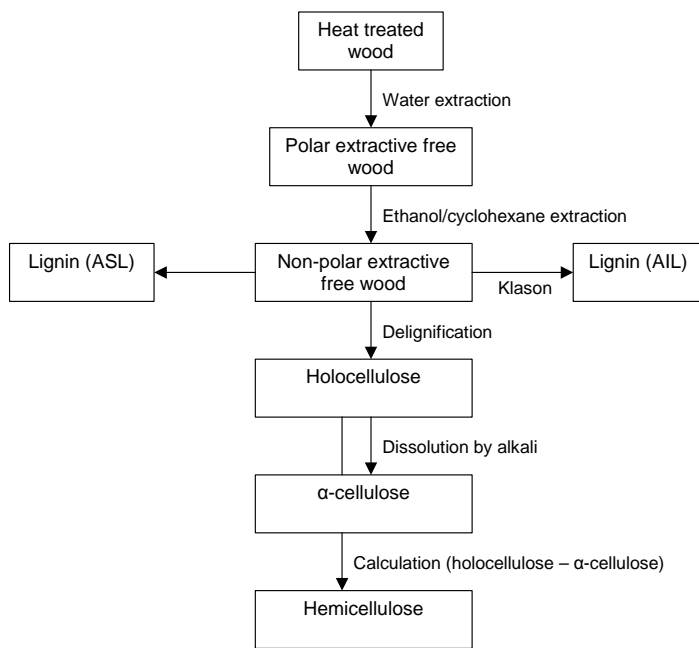 Heat treated
wood
Water extraction
Polar extractive free
wood
Ethanol/cyclohexane extraction
Lignin (ASL)
Non-polar extractive
free wood
Lignin (AIL)
Klason
Delignification
Holocellulose
Dissolution by alkali
α-cellulose
Calculation (holocellulose – α-cellulose)
Hemicellulose